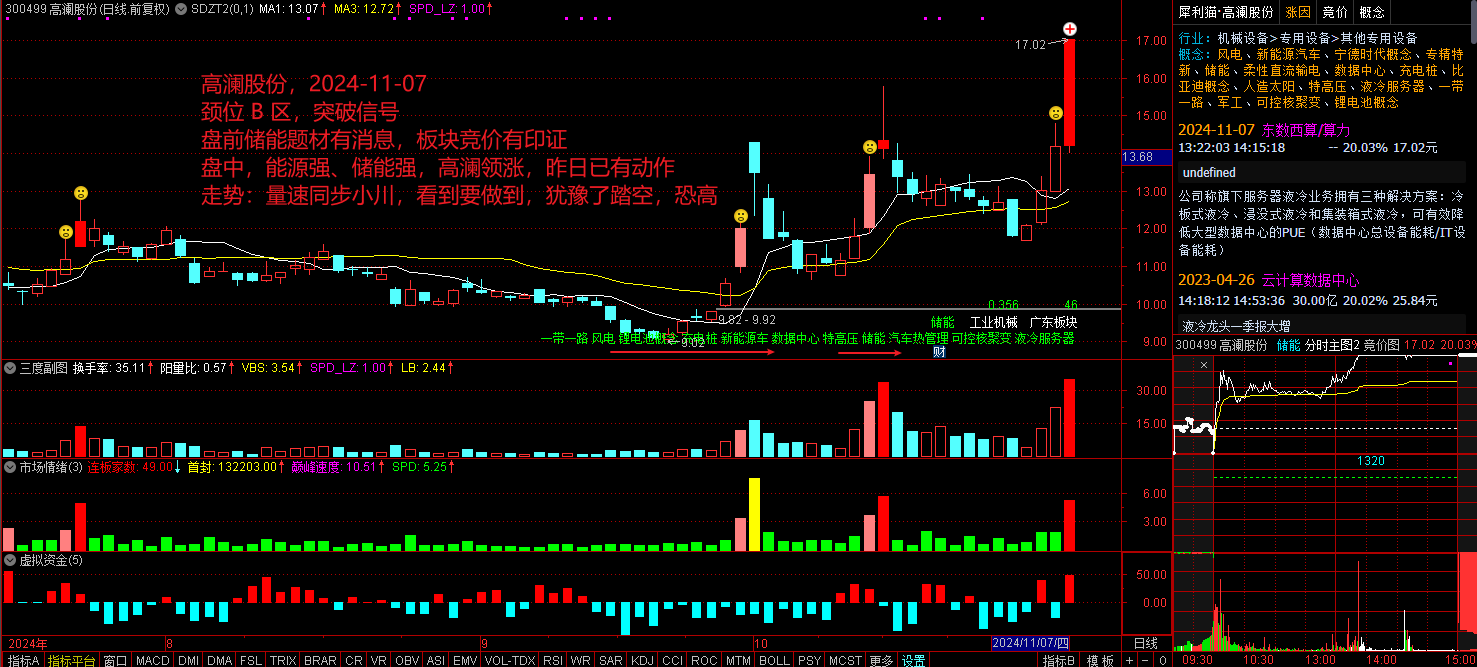 300499 高澜股份(日线.前复权) SDZT2(0,1) MA1: 13.07↑ MA3: 12.72↑ SPD_LZ: 1.00↑
17.02
17.00
16.00
15.00
13.68
13.00
12.00
11.00
10.00
9.00
高澜股份，2024-11-07
颈位 B 区，突破信号
盘前储能题材有消息，板块竞价有印证
盘中，能源强、储能强，高澜领涨，昨日已有动作
走势：量速同步小川，看到要做到，犹豫了踏空，恐高
0.356 46
9.82 - 9.92
储能 工业机械 广东板块
一带一路 风电 锂电池概念 充电桩 新能源车 数据中心 特高压 储能 汽车热管理 可控核聚变 液冷服务器
9.02
财
三度副图 换手率: 35.11↑ 阳量比: 0.57↑ VBS: 3.54↑ SPD_LZ: 1.00↑ LB: 2.44↑
30.00
15.00
市场情绪(3) 连板家数: 49.00↓ 首封: 132203.00↑ 巅峰速度: 10.51↑ SPD: 5.25↑
6.00
3.00
虚拟资金(5)
50.00
0.00
2024年 8 9 10 2024/11/07/四 日线
指标A 指标平台 窗口 MACD DMI DMA FSL TRIX BRAR CR VR OBV ASI EMV VOL-TDX RSI WR SAR KDJ CCI ROC MTM BOLL PSY MCST 更多 设置 指标B 模板 + - 0
犀利猫·高澜股份 涨因 竞价 概念
行业：机械设备>专用设备>其他专用设备
概念：风电、新能源汽车、宁德时代概念、专精特
新、储能、柔性直流输电、数据中心、充电桩、比
亚迪概念、人造太阳、特高压、液冷服务器、一带
一路、军工、可控核聚变、锂电池概念
2024-11-07 东数西算/算力
13:22:03 14:15:18 -- 20.03% 17.02元
undefined
公司称旗下服务器液冷业务拥有三种解决方案：冷
板式液冷、浸没式液冷和集装箱式液冷，可有效降
低大型数据中心的PUE（数据中心总设备能耗/IT设
备能耗）
2023-04-26 云计算数据中心
14:18:12 14:53:36 30.00亿 20.02% 25.84元
液冷龙头一季报大增
300499 高澜股份 储能 分时主图2 竞价图 17.02 20.03%
×
1320
09:30 10:30 13:00 14:00 15:00